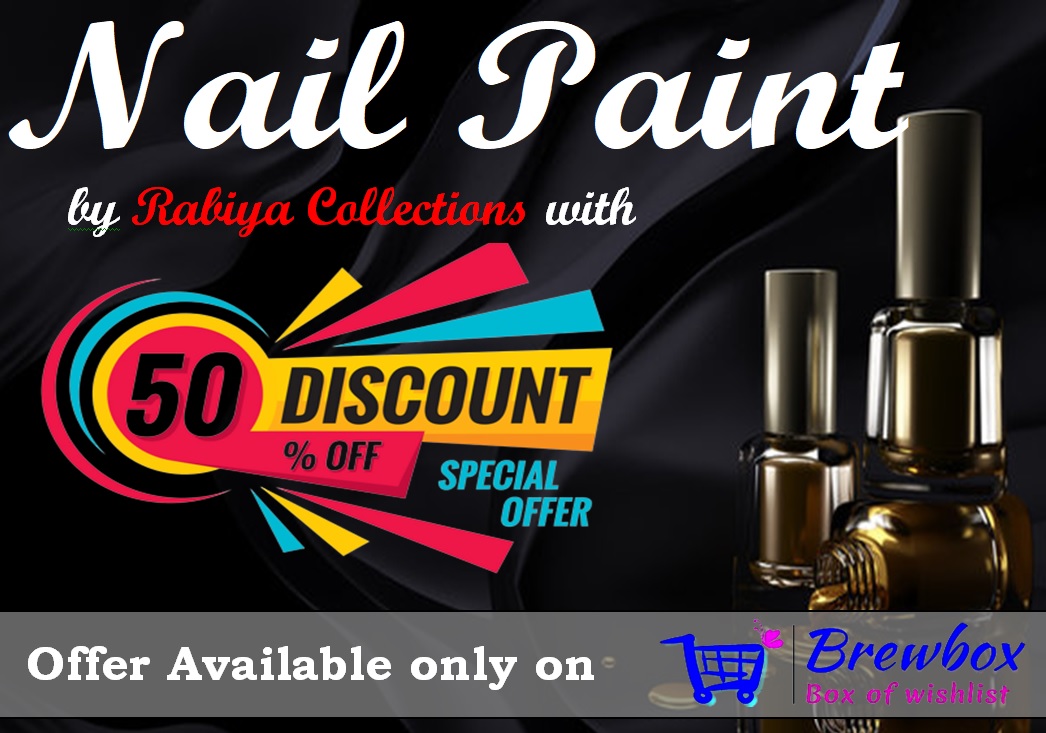 Nail Paint
by Rabiya Collections with
50 DISCOUNT
% OFF
SPECIAL
OFFER
Offer Available only on
Brewbox
Box of wishlist